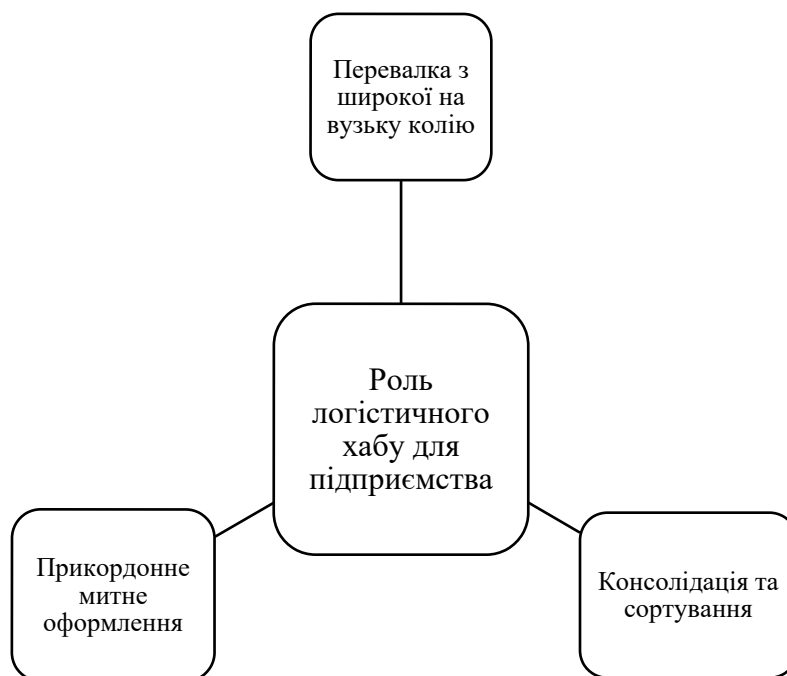 Перевалка з
широкої на
вузьку колію
Роль
логістичного
хабу для
підприємства
Прикордонне
митне
оформлення
Консолідація та
сортування